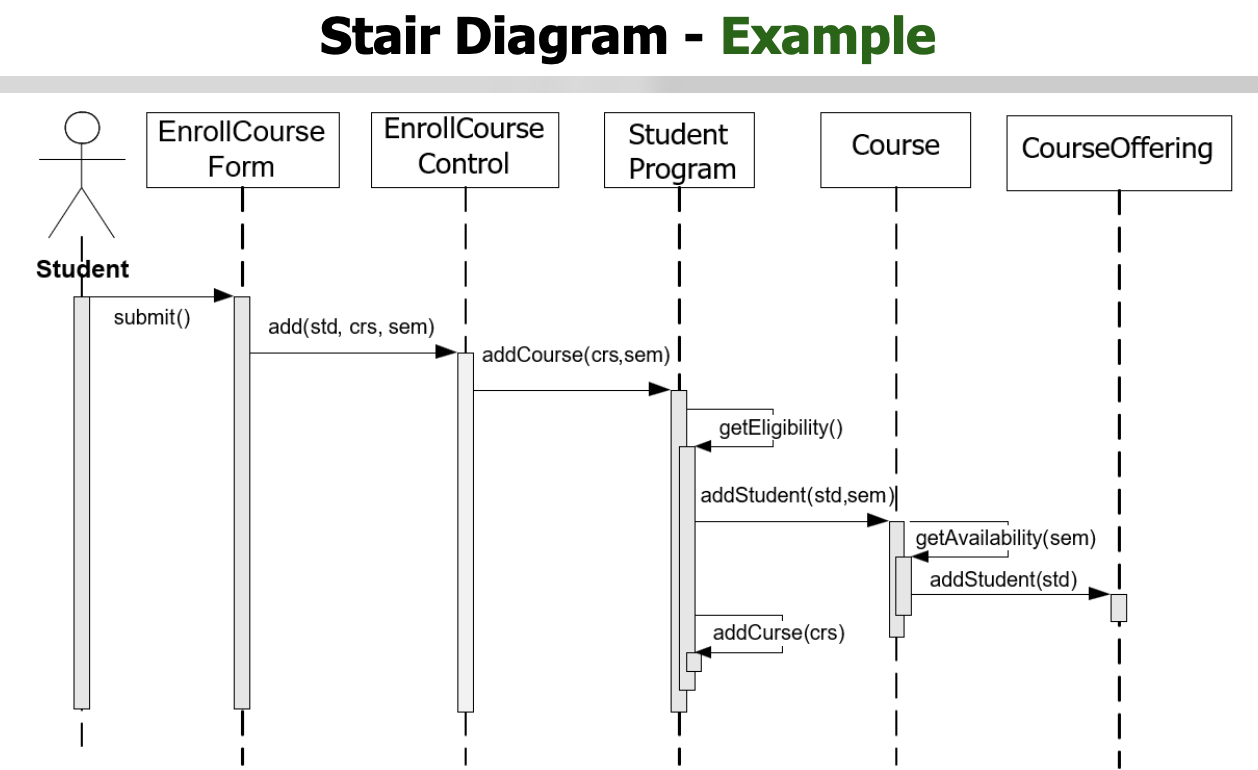 Stair Diagram - Example
EnrollCourse
Form
EnrollCourse
Control
Student
Program
Course
CourseOffering
Student
submit()
add(std, crs, sem)
addCourse(crs,sem)
getEligibility()
addStudent(std,sem)
getAvailability(sem)
addStudent(std)
addCurse(crs)